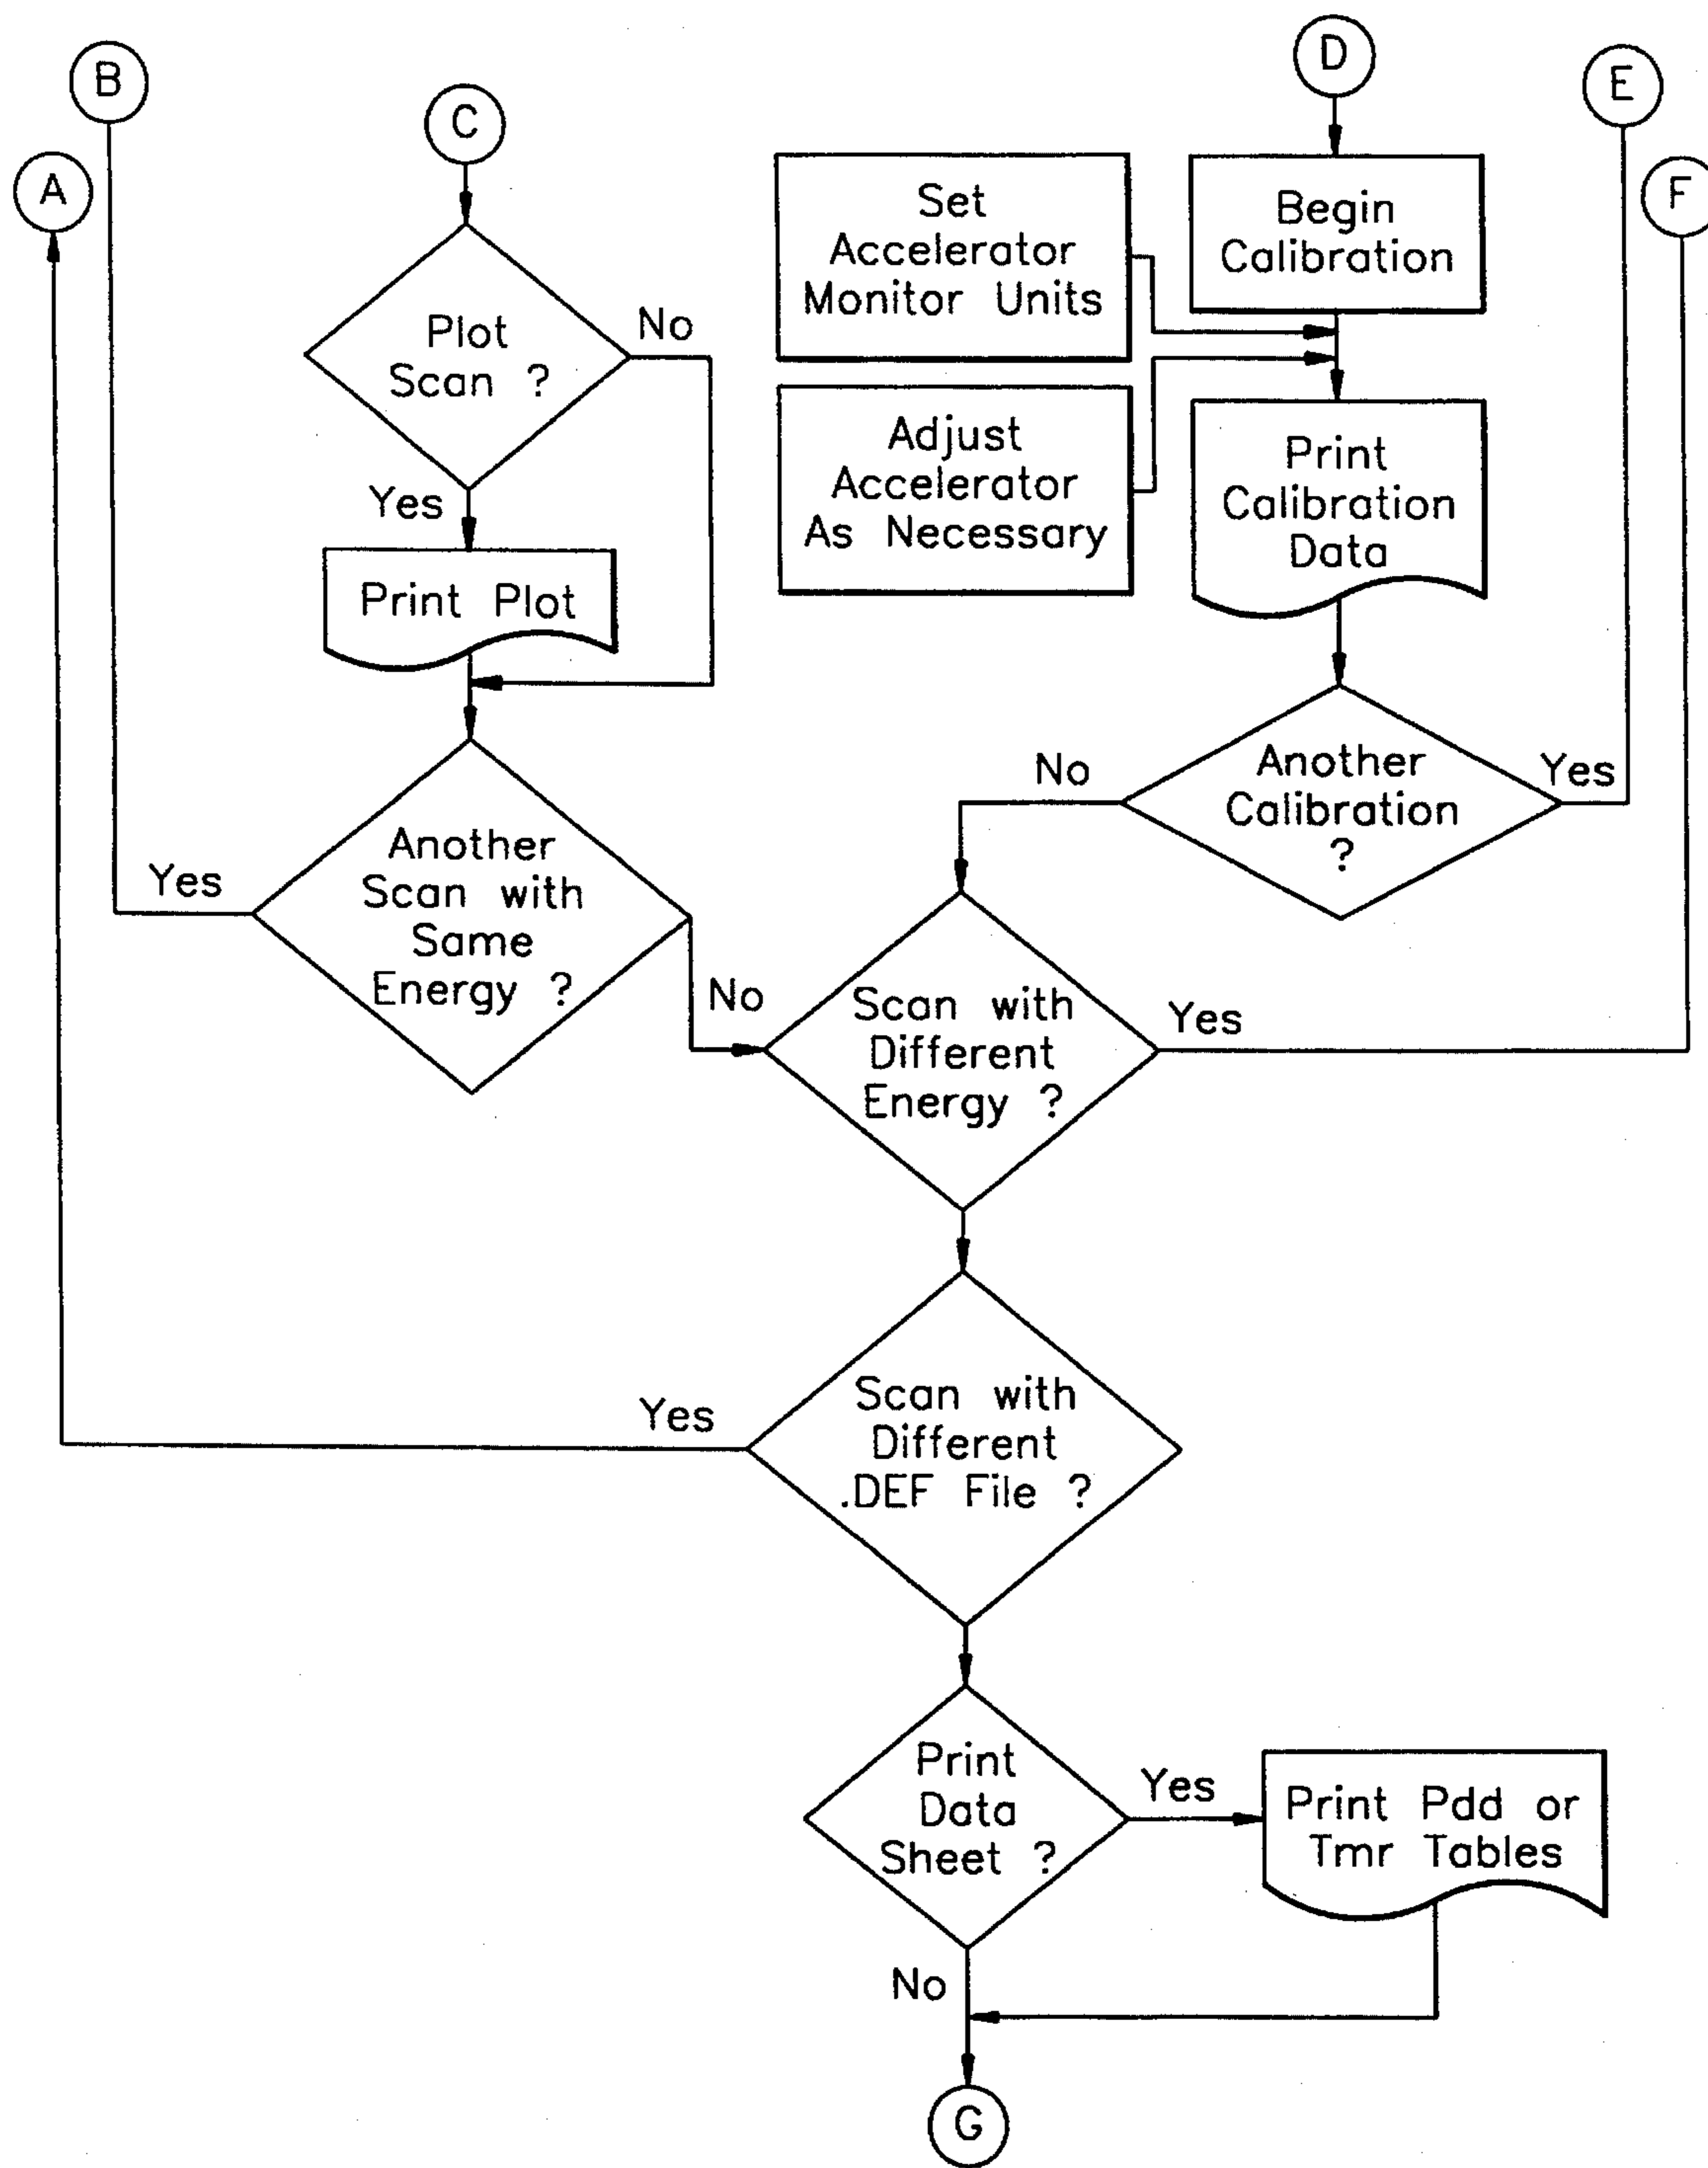 B
C
D
E
A
F
Set
Accelerator
Monitor Units
Begin
Calibration
Plot
Scan ?
No
Yes
Adjust
Accelerator
As Necessary
Print
Calibration
Data
Print Plot
Another
Calibration
?
No
Yes
Another
Scan with
Same
Energy ?
Yes
No
Scan with
Different
Energy ?
Yes
Scan with
Different
.DEF File ?
Yes
Print
Data
Sheet ?
Yes
Print Pdd or
Tmr Tables
No
G